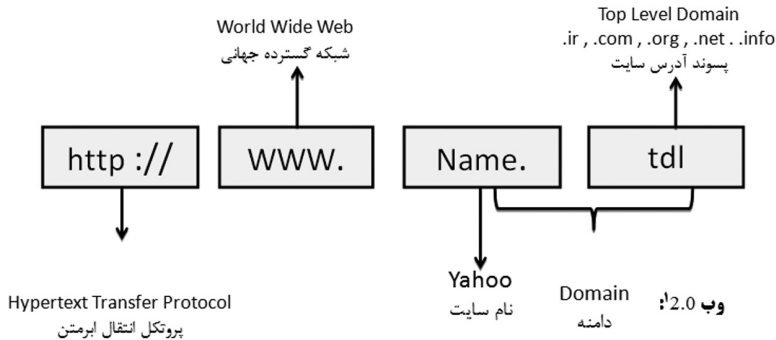 World Wide Web
شبکه گسترده جهانی
Top Level Domain
.ir , .com , .org , .net . .info
پسوند آدرس سایت
http ://
WWW.
Name.
tdl
Hypertext Transfer Protocol
پروتکل انتقال ابرمتن
Yahoo
نام سایت
Domain
دامنه
وب 2.0¹: